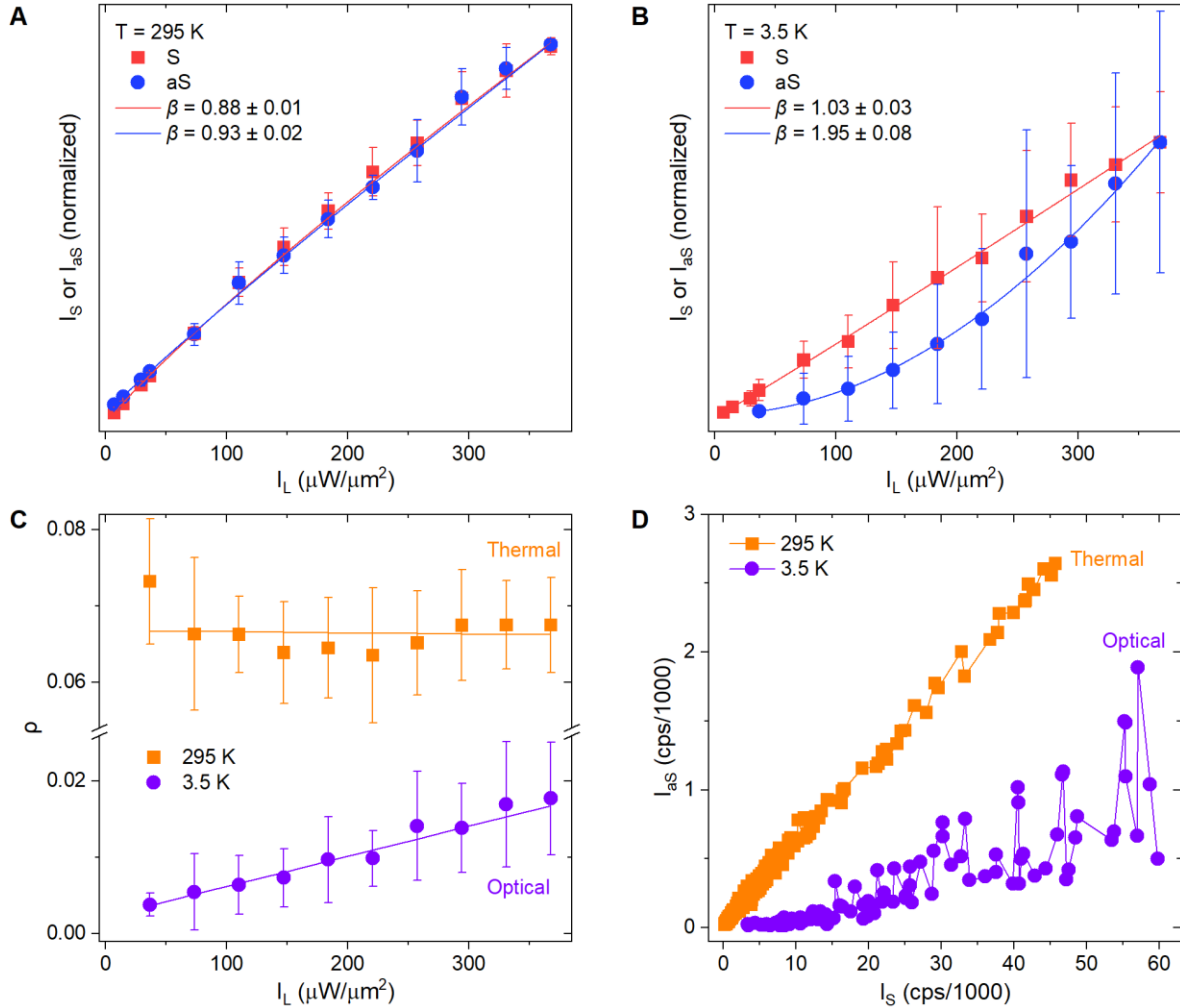 A
T = 295 K
S
aS
β = 0.88 ± 0.01
β = 0.93 ± 0.02
I_S or I_aS (normalized)
0 100 200 300
I_L (μW/μm²)
B
T = 3.5 K
S
aS
β = 1.03 ± 0.03
β = 1.95 ± 0.08
I_S or I_aS (normalized)
0 100 200 300
I_L (μW/μm²)
C
0.08
Thermal
0.06
ρ
295 K
3.5 K
0.02
Optical
0.00
0 100 200 300
I_L (μW/μm²)
D
3
295 K
3.5 K
Thermal
2
Optical
I_aS (cps/1000)
1
0
0 10 20 30 40 50 60
I_S (cps/1000)